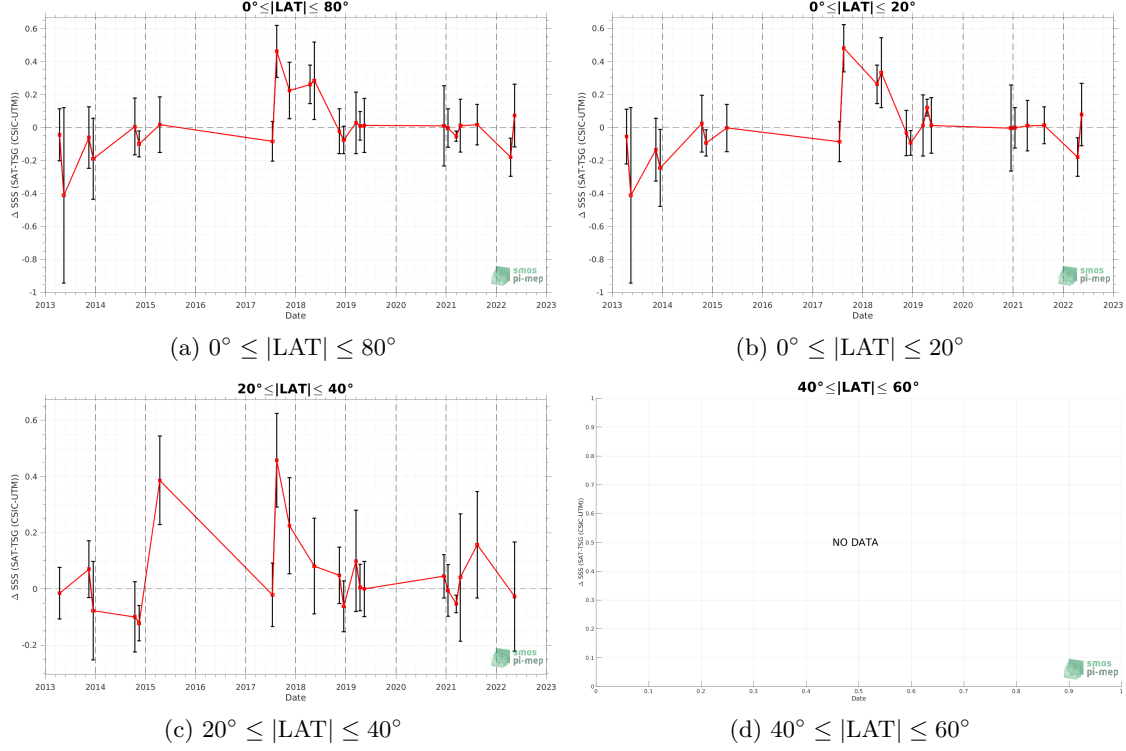 0°≤|LAT|≤ 80°
Δ SSS (SAT-TSG (CSIC-UTM))
0.6
0.4
0.2
0
-0.2
-0.4
-0.6
-0.8
-1
2013 2014 2015 2016 2017 2018 2019 2020 2021 2022 2023
Date
smos
pi-mep
(a) 0° ≤ |LAT| ≤ 80°
0°≤|LAT|≤ 20°
Δ SSS (SAT-TSG (CSIC-UTM))
0.6
0.4
0.2
0
-0.2
-0.4
-0.6
-0.8
-1
2013 2014 2015 2016 2017 2018 2019 2020 2021 2022 2023
Date
smos
pi-mep
(b) 0° ≤ |LAT| ≤ 20°
20°≤|LAT|≤ 40°
Δ SSS (SAT-TSG (CSIC-UTM))
0.6
0.4
0.2
0
-0.2
2013 2014 2015 2016 2017 2018 2019 2020 2021 2022 2023
Date
smos
pi-mep
(c) 20° ≤ |LAT| ≤ 40°
40°≤|LAT|≤ 60°
Δ SSS (SAT-TSG (CSIC-UTM))
1
0.9
0.8
0.7
0.6
0.5
0.4
0.3
0.2
0.1
0
NO DATA
0 0.1 0.2 0.3 0.4 0.5 0.6 0.7 0.8 0.9 1
Date
smos
pi-mep
(d) 40° ≤ |LAT| ≤ 60°